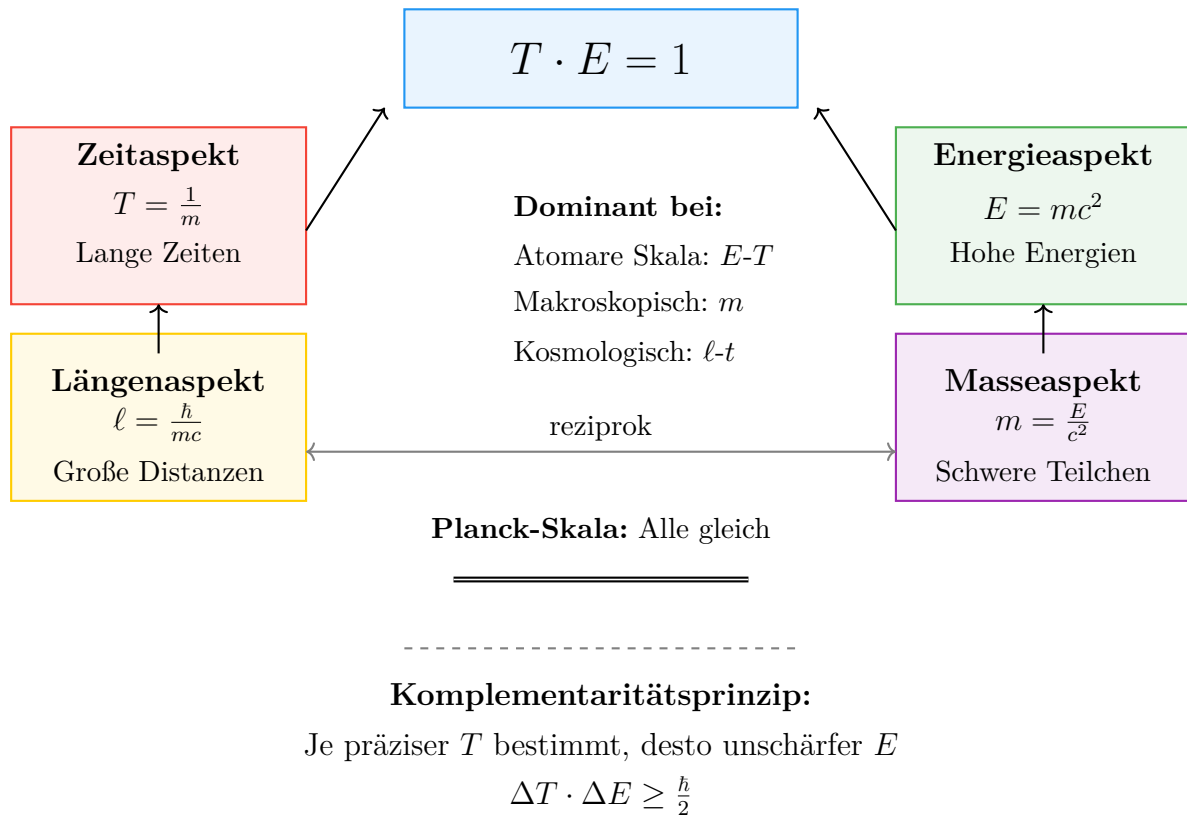 T · E = 1
Zeitaspekt
T = 1/m
Lange Zeiten
Energieaspekt
E = mc²
Hohe Energien
Dominant bei:
Atomare Skala: E-T
Makroskopisch: m
Kosmologisch: ℓ-t
Längenaspekt
ℓ = ħ/mc
Große Distanzen
reziprok
Masseaspekt
m = E/c²
Schwere Teilchen
Planck-Skala: Alle gleich
Komplementaritätsprinzip:
Je präziser T bestimmt, desto unschärfer E
ΔT · ΔE ≥ ħ/2